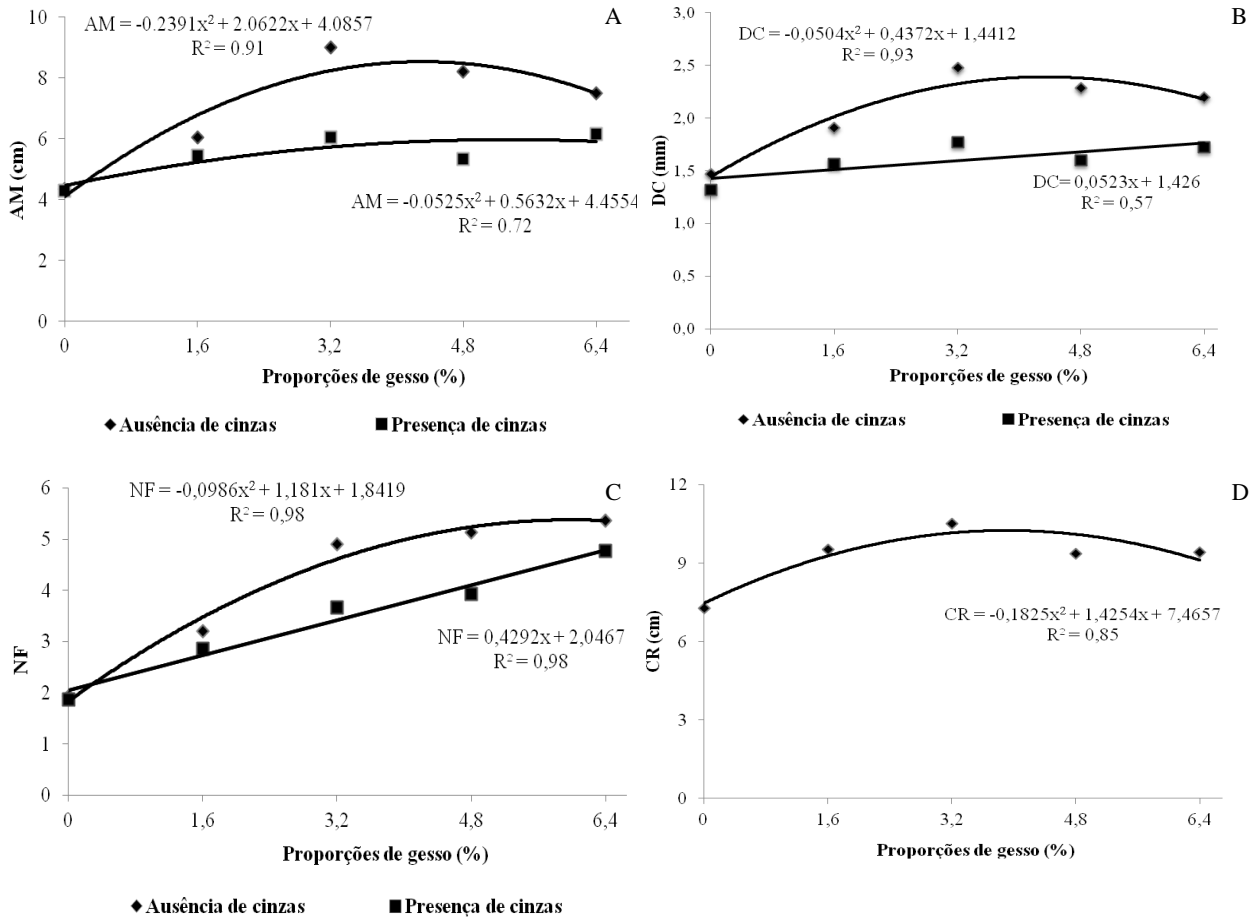 A
AM = -0.2391x² + 2.0622x + 4.0857
R² = 0.91
10
8
6
4
2
0
AM (cm)
AM = -0.0525x² + 0.5632x + 4.4554
R² = 0.72
0 1,6 3,2 4,8 6,4
Proporções de gesso (%)
◆ Ausência de cinzas ■ Presença de cinzas
B
DC = -0,0504x² + 0,4372x + 1,4412
R² = 0,93
3,0
2,5
2,0
1,5
1,0
0,5
0,0
DC (mm)
DC= 0,0523x + 1,426
R² = 0,57
0 1,6 3,2 4,8 6,4
Proporções de gesso (%)
◆ Ausência de cinzas ■ Presença de cinzas
C
NF = -0,0986x² + 1,181x + 1,8419
R² = 0,98
6
5
4
3
2
1
0
NF
NF = 0,4292x + 2,0467
R² = 0,98
0 1,6 3,2 4,8 6,4
Proporções de gesso (%)
◆ Ausência de cinzas ■ Presença de cinzas
D
12
9
6
3
0
CR (cm)
CR = -0,1825x² + 1,4254x + 7,4657
R² = 0,85
0 1,6 3,2 4,8 6,4
Proporções de gesso (%)